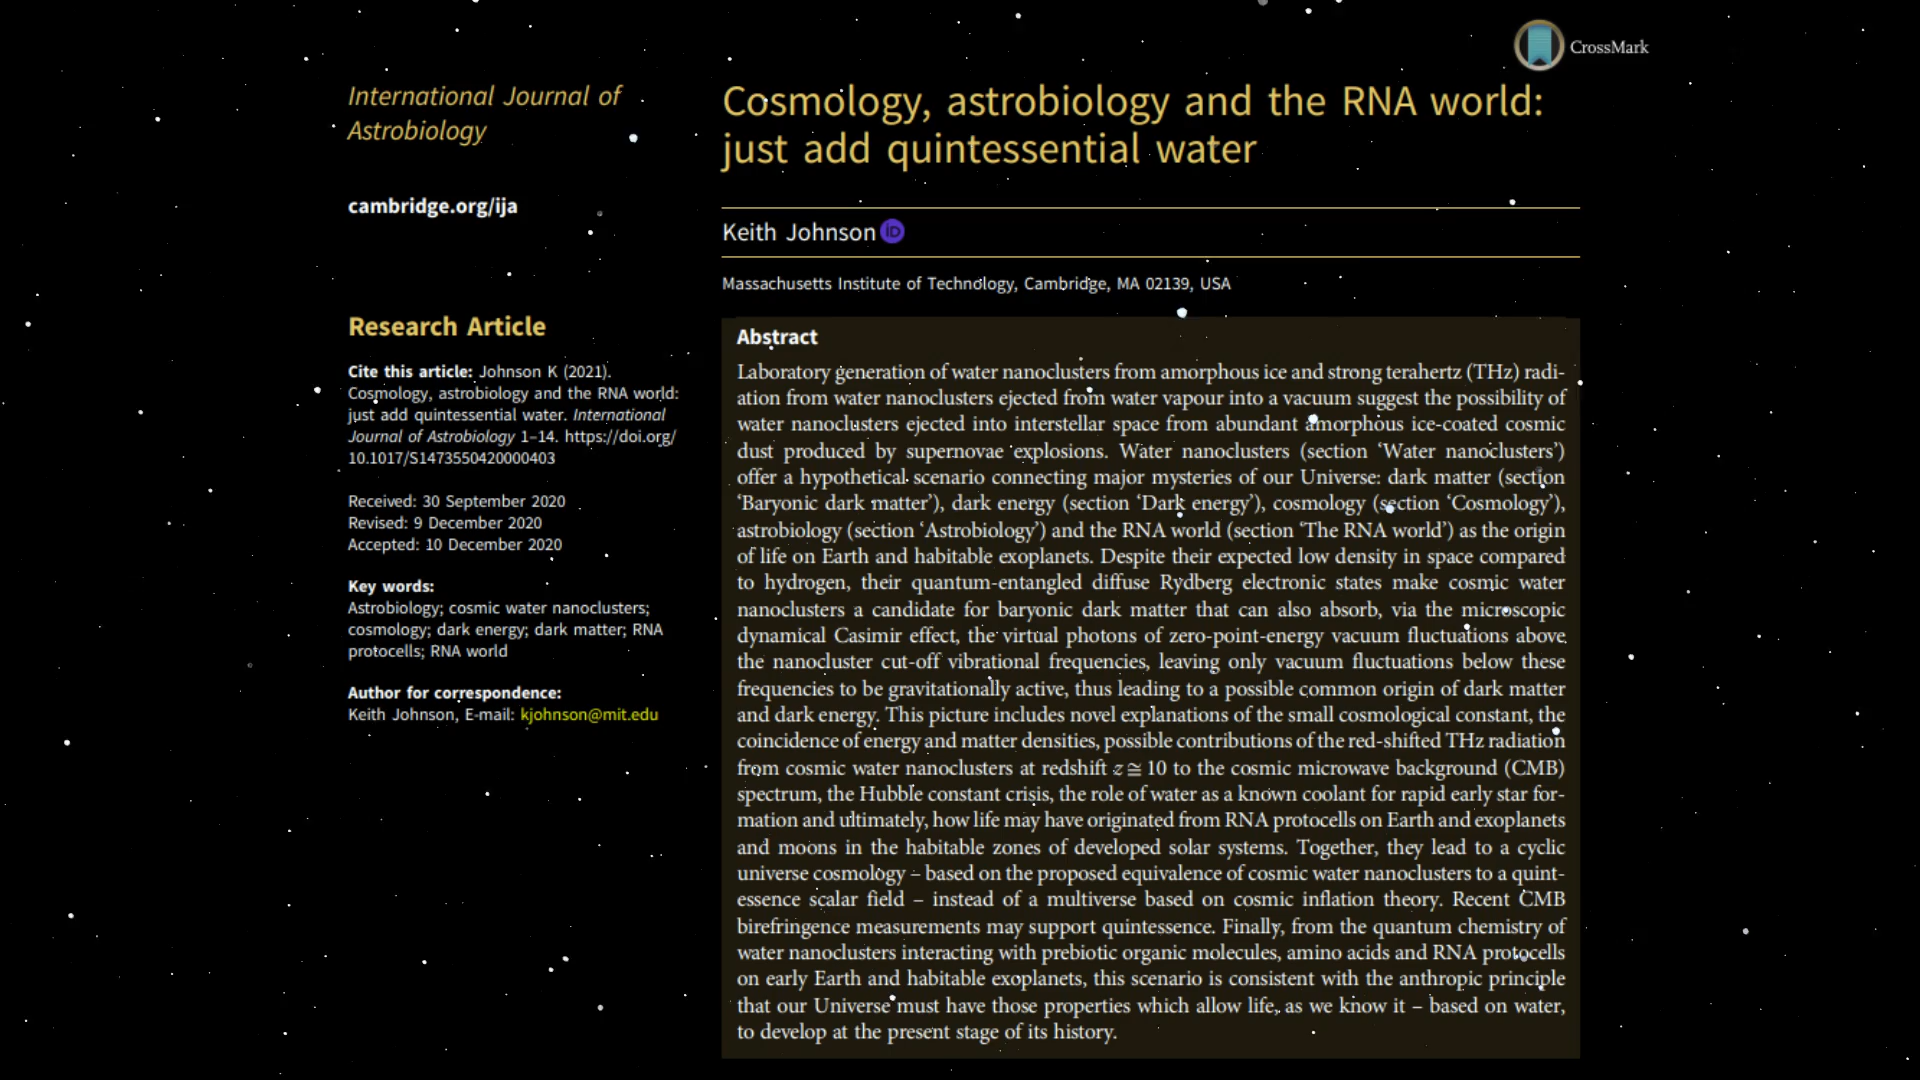 CrossMark
International Journal of
Astrobiology
cambridge.org/ija
Research Article
Cite this article: Johnson K (2021).
Cosmology, astrobiology and the RNA world:
just add quintessential water. International
Journal of Astrobiology 1–14. https://doi.org/
10.1017/S1473550420000403
Received: 30 September 2020
Revised: 9 December 2020
Accepted: 10 December 2020
Key words:
Astrobiology; cosmic water nanoclusters;
cosmology; dark energy; dark matter; RNA
protocells; RNA world
Author for correspondence:
Keith Johnson, E-mail: kjohnson@mit.edu
Cosmology, astrobiology and the RNA world:
just add quintessential water
Keith Johnson iD
Massachusetts Institute of Technology, Cambridge, MA 02139, USA
Abstract
Laboratory generation of water nanoclusters from amorphous ice and strong terahertz (THz) radi-
ation from water nanoclusters ejected from water vapour into a vacuum suggest the possibility of
water nanoclusters ejected into interstellar space from abundant amorphous ice-coated cosmic
dust produced by supernovae explosions. Water nanoclusters (section ‘Water nanoclusters’)
offer a hypothetical scenario connecting major mysteries of our Universe: dark matter (section
‘Baryonic dark matter’), dark energy (section ‘Dark energy’), cosmology (section ‘Cosmology’),
astrobiology (section ‘Astrobiology’) and the RNA world (section ‘The RNA world’) as the origin
of life on Earth and habitable exoplanets. Despite their expected low density in space compared
to hydrogen, their quantum-entangled diffuse Rydberg electronic states make cosmic water
nanoclusters a candidate for baryonic dark matter that can also absorb, via the microscopic
dynamical Casimir effect, the virtual photons of zero-point-energy vacuum fluctuations above
the nanocluster cut-off vibrational frequencies, leaving only vacuum fluctuations below these
frequencies to be gravitationally active, thus leading to a possible common origin of dark matter
and dark energy. This picture includes novel explanations of the small cosmological constant, the
coincidence of energy and matter densities, possible contributions of the red-shifted THz radiation
from cosmic water nanoclusters at redshift z ≅ 10 to the cosmic microwave background (CMB)
spectrum, the Hubble constant crisis, the role of water as a known coolant for rapid early star for-
mation and ultimately, how life may have originated from RNA protocells on Earth and exoplanets
and moons in the habitable zones of developed solar systems. Together, they lead to a cyclic
universe cosmology – based on the proposed equivalence of cosmic water nanoclusters to a quint-
essence scalar field – instead of a multiverse based on cosmic inflation theory. Recent CMB
birefringence measurements may support quintessence. Finally, from the quantum chemistry of
water nanoclusters interacting with prebiotic organic molecules, amino acids and RNA protocells
on early Earth and habitable exoplanets, this scenario is consistent with the anthropic principle
that our Universe must have those properties which allow life, as we know it – based on water,
to develop at the present stage of its history.